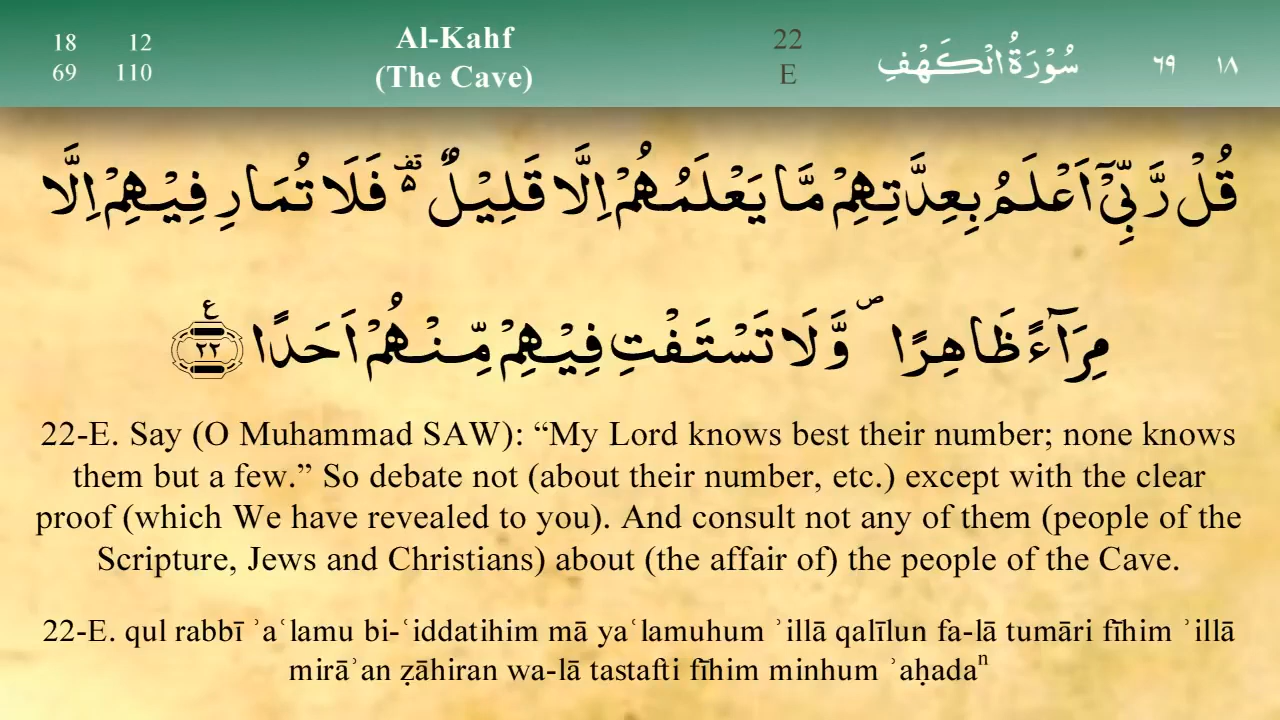 18 12 Al-Kahf 22 سُوْرَةُ الْكَهْفِ ٦٩ ١٨
69 110 (The Cave) E
قُلْ رَّبِّيْٓ اَعْلَمُ بِعِدَّتِهِمْ مَّا يَعْلَمُهُمْ اِلَّا قَلِيْلٌ ۫ۗ فَلَا تُمَارِ فِيْهِمْ اِلَّا
مِرَآءً ظَاهِرًا ۖ وَّلَا تَسْتَفْتِ فِيْهِمْ مِّنْهُمْ اَحَدًا ع ٢٢
22-E. Say (O Muhammad SAW): “My Lord knows best their number; none knows
them but a few.” So debate not (about their number, etc.) except with the clear
proof (which We have revealed to you). And consult not any of them (people of the
Scripture, Jews and Christians) about (the affair of) the people of the Cave.
22-E. qul rabbī ʾaʿlamu bi-ʿiddatihim mā yaʿlamuhum ʾillā qalīlun fa-lā tumāri fīhim ʾillā
mirāʾan ẓāhiran wa-lā tastafti fīhim minhum ʾaḥadaⁿ